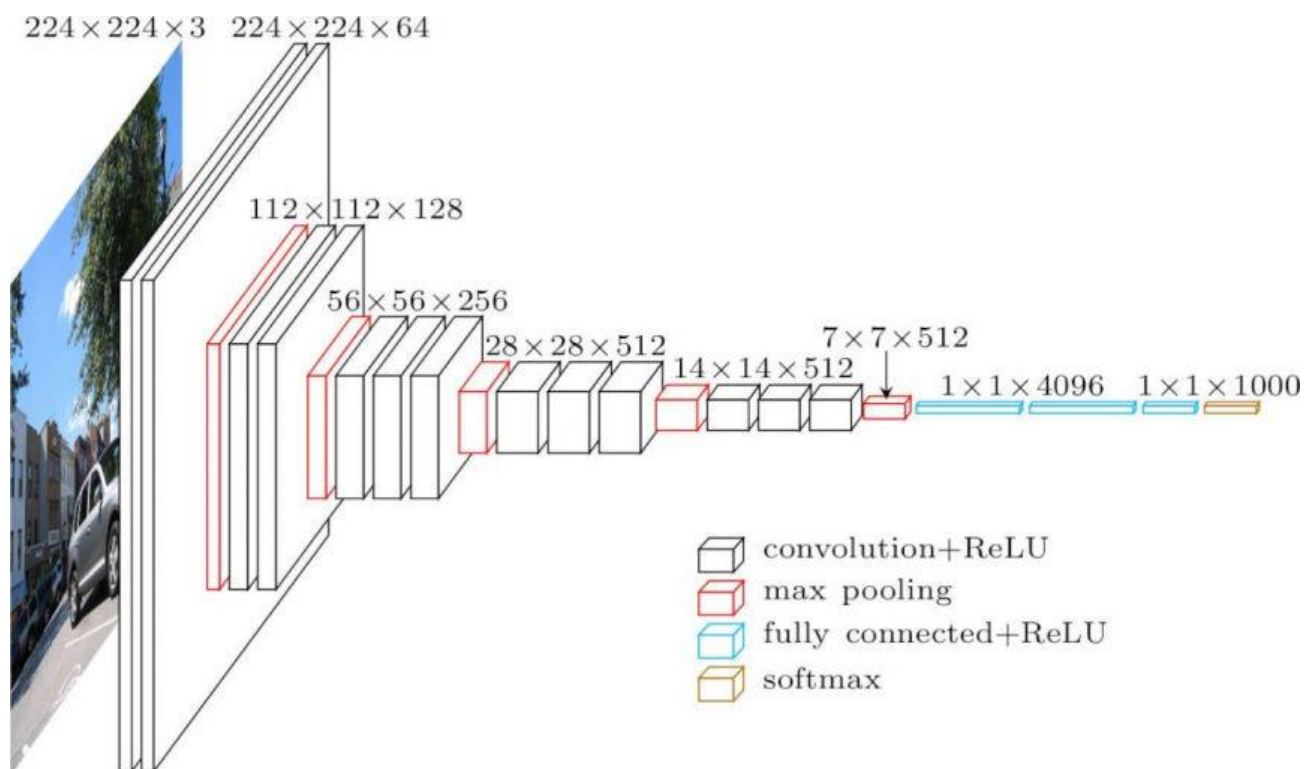 224×224×3
224×224×64
112×112×128
56×56×256
28×28×512
14×14×512
7×7×512
1×1×4096
1×1×1000
convolution+ReLU
max pooling
fully connected+ReLU
softmax